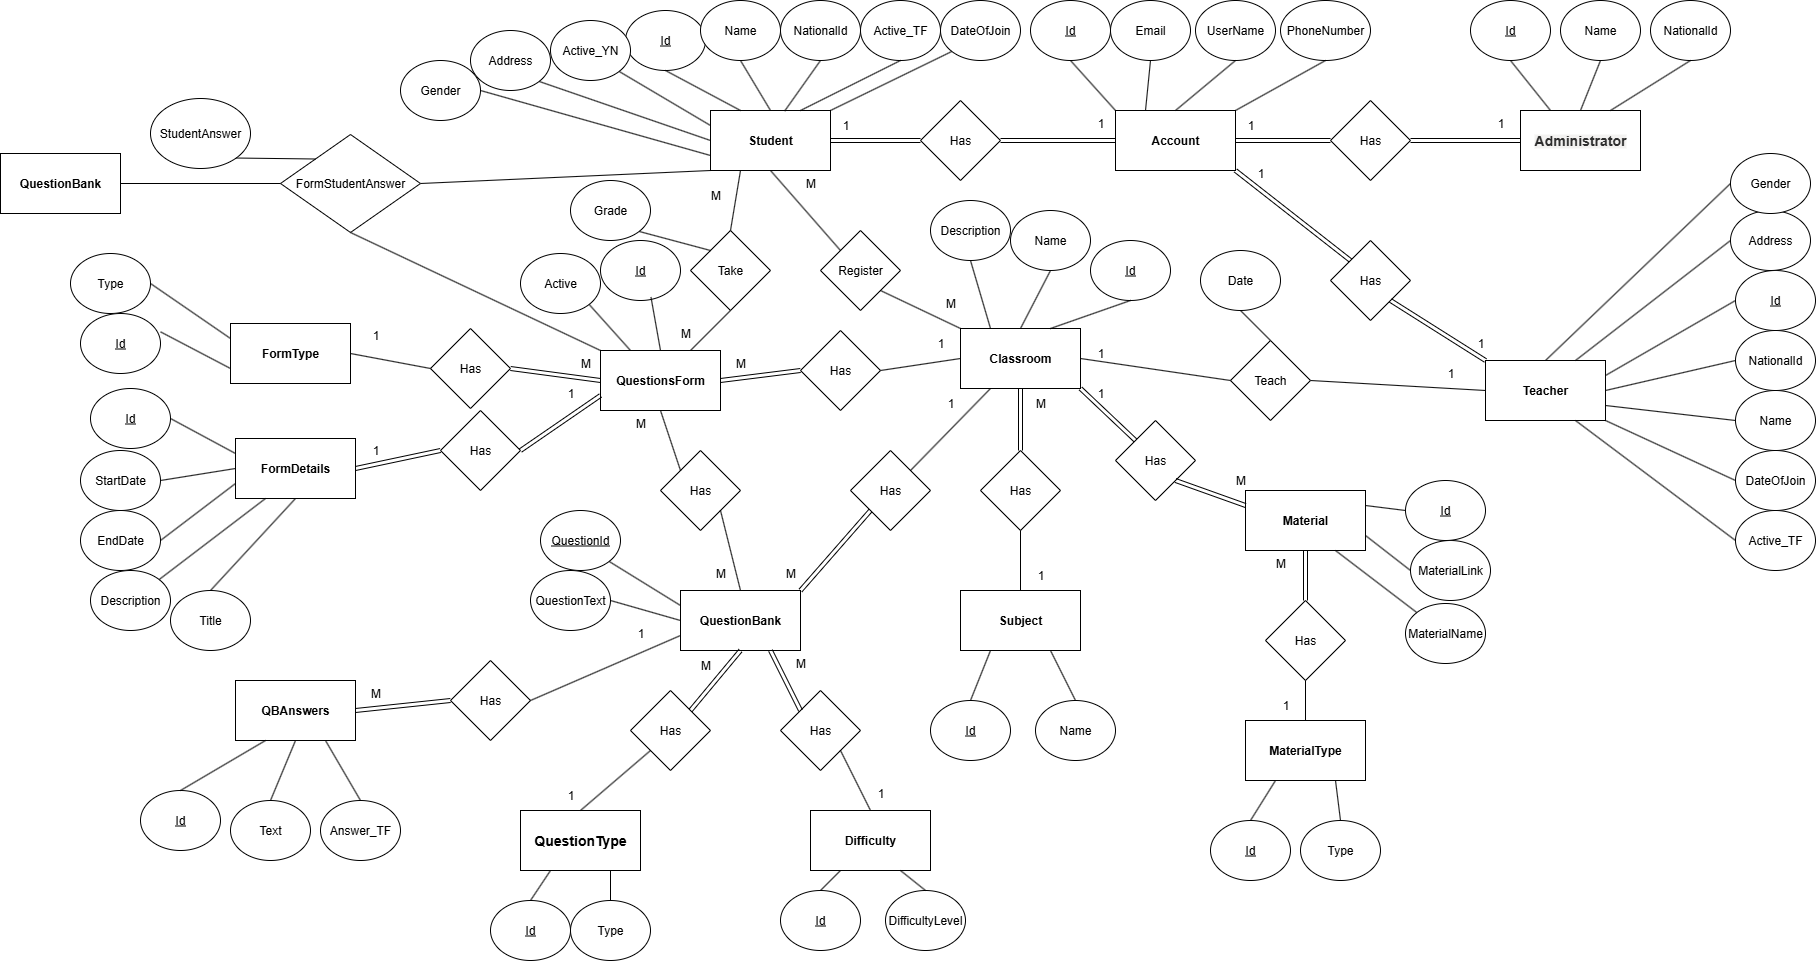 Id
Name
NationalId
Active_TF
DateOfJoin
Id
Email
UserName
PhoneNumber
Id
Name
NationalId
Active_YN
Address
Gender
StudentAnswer
Student
1
Has
1
Account
1
Has
1
Administrator
QuestionBank
FormStudentAnswer
M
M
1
Gender
Grade
Description
Name
Address
Type
Active
Id
Take
Register
Id
Date
Has
Id
Id
FormType
1
Has
M
M
M
QuestionsForm
M
Has
1
M
Classroom
1
Teach
1
1
Teacher
NationalId
Name
1
Id
FormDetails
1
Has
M
1
M
1
Has
StartDate
EndDate
Description
Title
Has
Has
Has
M
Material
Id
MaterialLink
MaterialName
DateOfJoin
Active_TF
QuestionId
QuestionText
M
M
QuestionBank
1
1
Subject
M
Has
QBAnswers
M
Has
M
M
Has
Has
Id
Name
1
MaterialType
Id
Text
Answer_TF
1
QuestionType
1
Difficulty
Id
Type
Id
Type
Id
DifficultyLevel